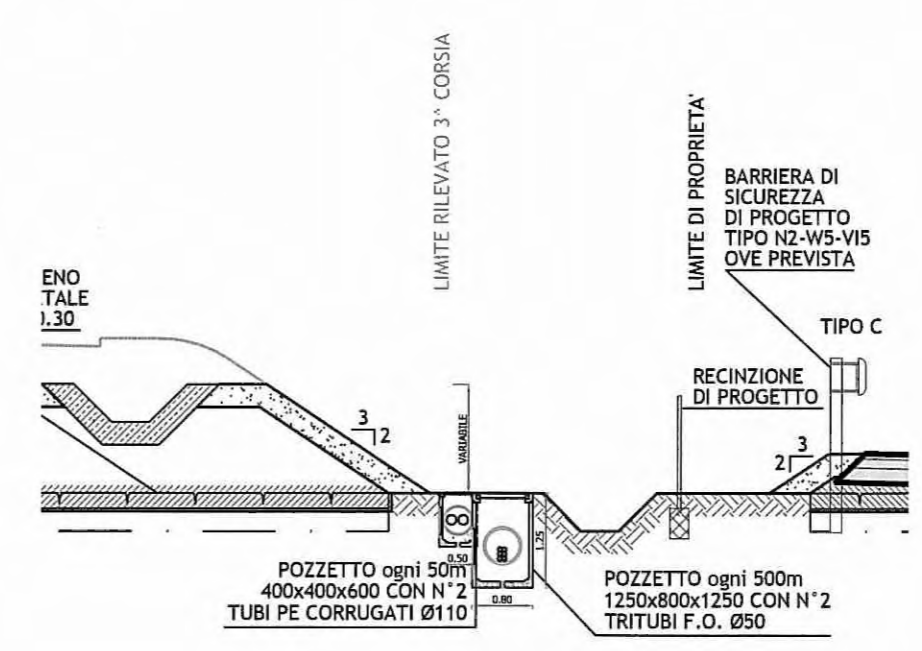 LIMITE RILEVATO 3^ CORSIA
LIMITE DI PROPRIETA'
BARRIERA DI
SICUREZZA
DI PROGETTO
TIPO N2-W5-VI5
OVE PREVISTA
ENO
TALE
0.30
TIPO C
RECINZIONE
DI PROGETTO
3
2
VARIABILE
3
2
0.50
1.25
0.80
POZZETTO ogni 50m
400x400x600 CON N°2
TUBI PE CORRUGATI Ø110
POZZETTO ogni 500m
1250x800x1250 CON N°2
TRITUBI F.O. Ø50